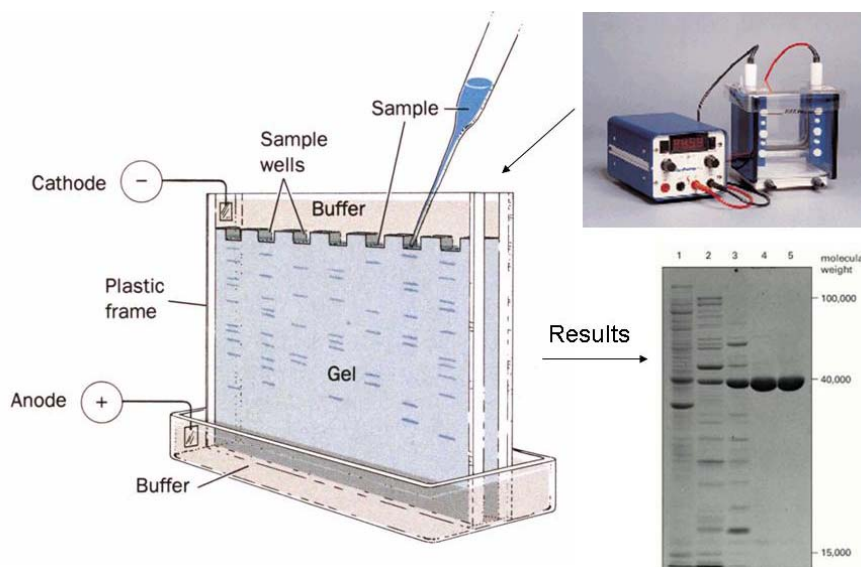 Sample
Sample
wells
Cathode
−
Buffer
Plastic
frame
Gel
Anode
+
Buffer
Results
1 2 3 4 5 molecula
weight
100,000
40,000
15,000